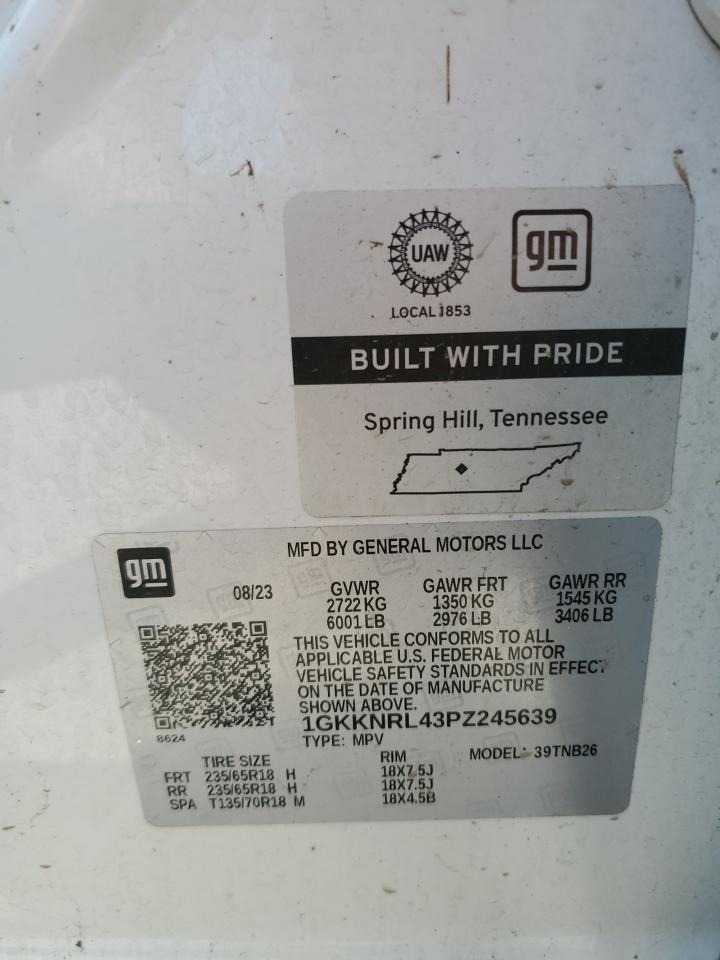 UAW
gm
LOCAL 1853
BUILT WITH PRIDE
Spring Hill, Tennessee
gm
MFD BY GENERAL MOTORS LLC
08/23 GVWR GAWR FRT GAWR RR
2722 KG 1350 KG 1545 KG
6001 LB 2976 LB 3406 LB
THIS VEHICLE CONFORMS TO ALL
APPLICABLE U.S. FEDERAL MOTOR
VEHICLE SAFETY STANDARDS IN EFFECT
ON THE DATE OF MANUFACTURE
SHOWN ABOVE.
1GKKNRL43PZ245639
8624
TYPE: MPV MODEL: 39TNB26
TIRE SIZE RIM
FRT 235/65R18 H 18X7.5J
RR 235/65R18 H 18X7.5J
SPA T135/70R18 M 18X4.5B